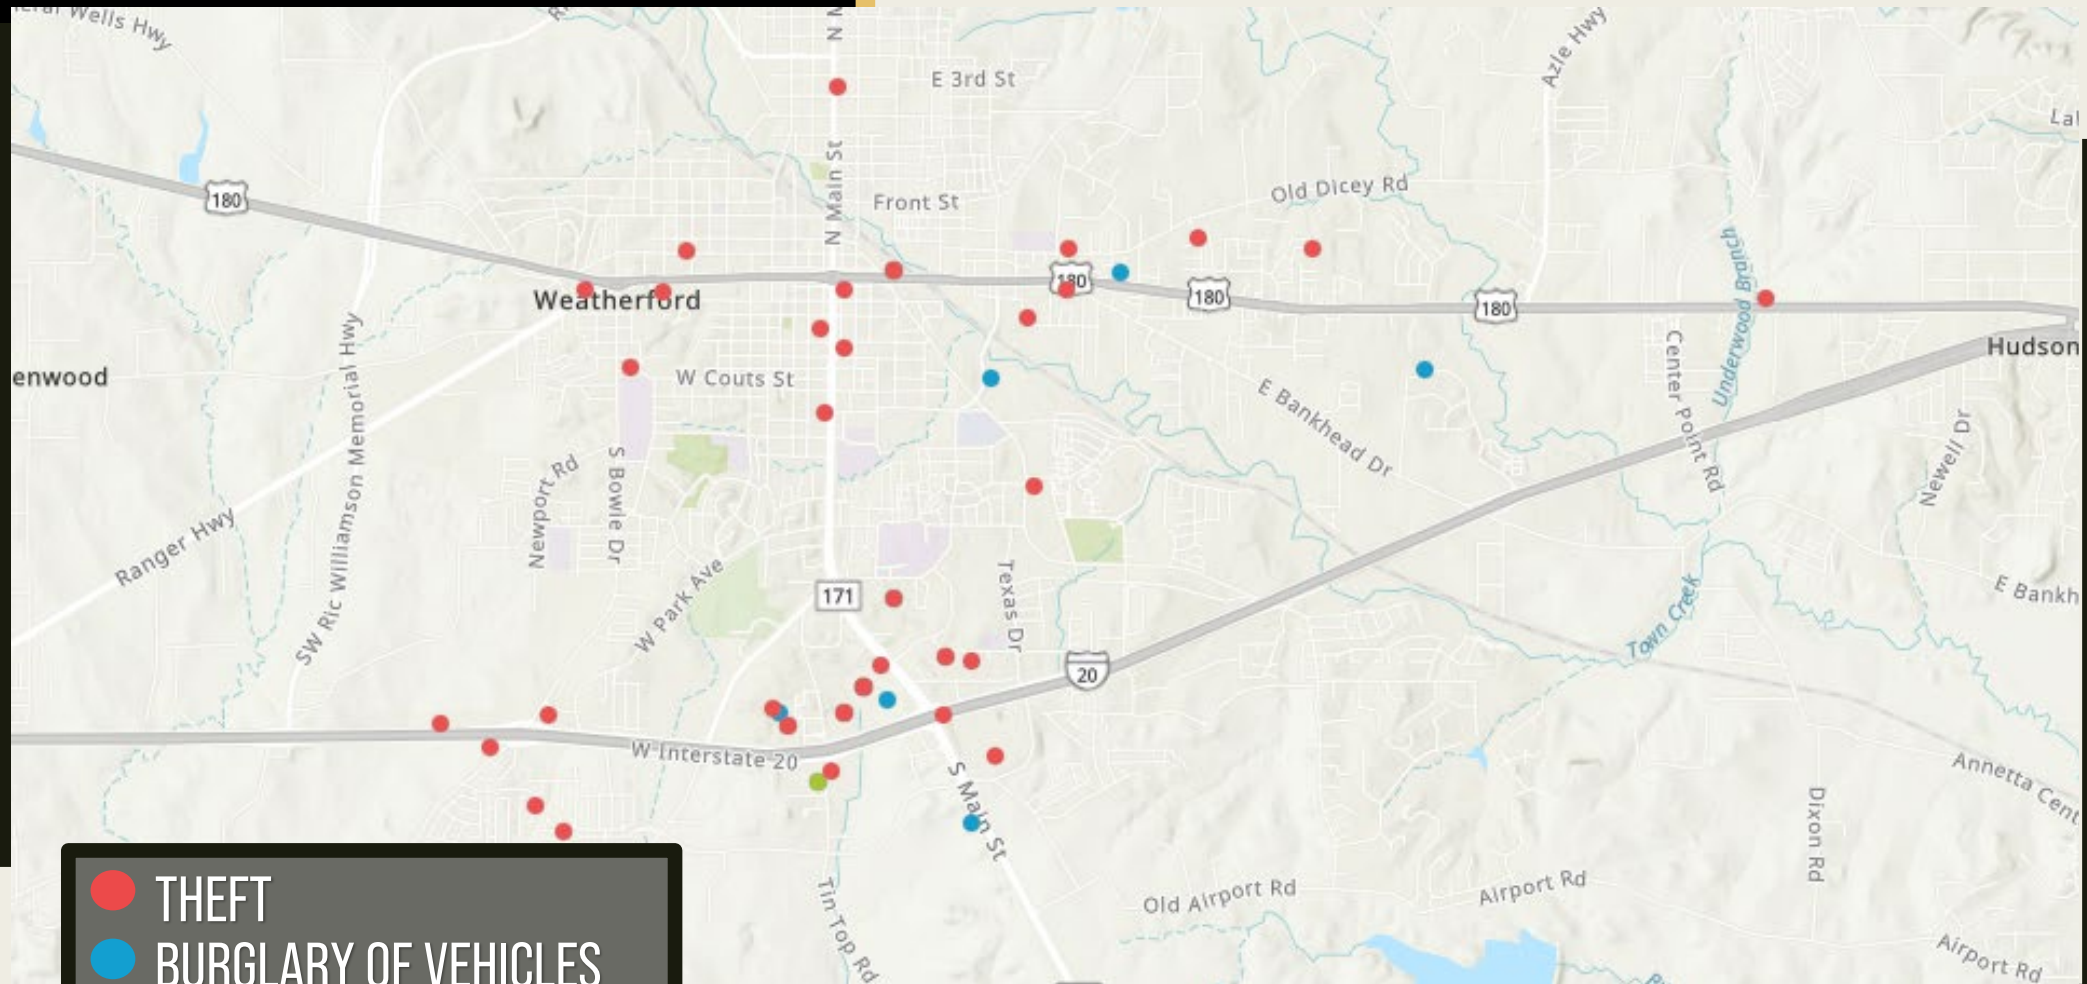 Wells Hwy
N
E 3rd St
Azle Hwy
N Main St
180
Front St
Old Dicey Rd
180
180
180
Weatherford
Underwood Branch
Hudson
enwood
W Couts St
SW Ric Williamson Memorial Hwy
Center Point Rd
E Bankhead Dr
Newell Dr
Newport Rd
S Bowie Dr
Ranger Hwy
W Park Ave
171
Texas Dr
Town Creek
E Bankh
20
W Interstate 20
S Main St
Annetta Cent
Dixon Rd
Tin Top Rd
Old Airport Rd
Airport Rd
Airport Rd
THEFT
BURGLARY OF VEHICLES